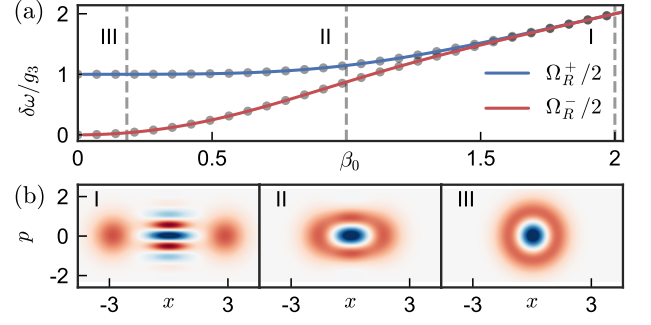 (a)
2
1
0
δω/g₃
III
II
I
Ω_R^+/2
Ω_R^-/2
0 0.5 β₀ 1.5 2
(b)
I
II
III
2
0
-2
p
-3 x 3 -3 x 3 -3 x 3